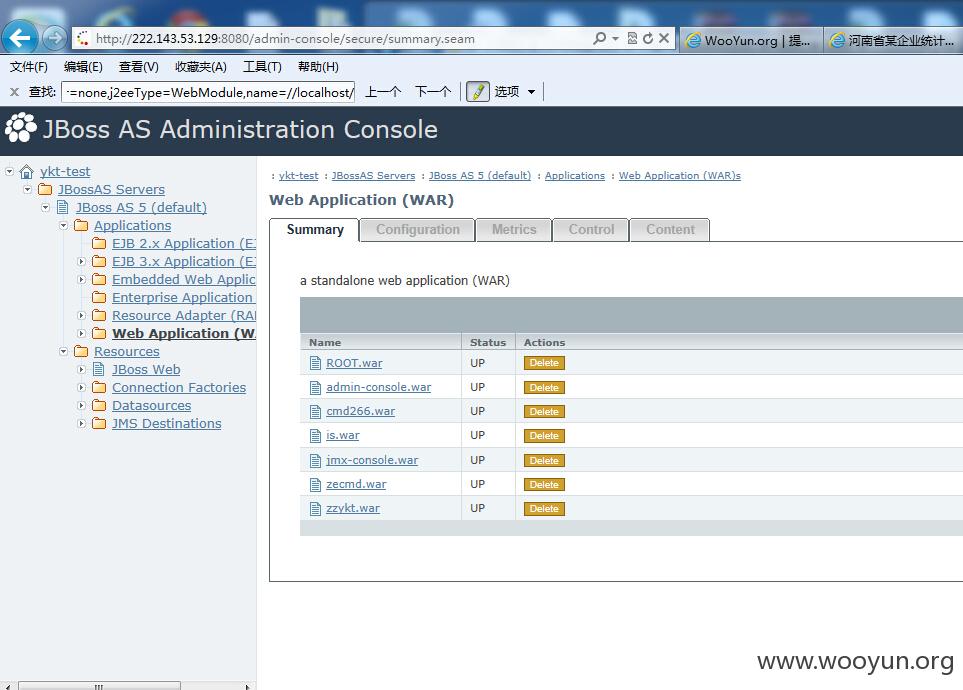 http://222.143.53.129:8080/admin-console/secure/summary.seam
WooYun.org | 提...
河南省某企业统计...
文件(F) 编辑(E) 查看(V) 收藏夹(A) 工具(T) 帮助(H)
查找: =none,j2eeType=WebModule,name=//localhost/ 上一个 下一个 选项
JBoss AS Administration Console
ykt-test
JBossAS Servers
JBoss AS 5 (default)
Applications
EJB 2.x Application (E
EJB 3.x Application (E
Embedded Web Applic
Enterprise Application
Resource Adapter (RA
Web Application (W
Resources
JBoss Web
Connection Factories
Datasources
JMS Destinations
: ykt-test : JBossAS Servers : JBoss AS 5 (default) : Applications : Web Application (WAR)s
Web Application (WAR)
Summary Configuration Metrics Control Content
a standalone web application (WAR)
Name Status Actions
ROOT.war UP Delete
admin-console.war UP Delete
cmd266.war UP Delete
is.war UP Delete
jmx-console.war UP Delete
zecmd.war UP Delete
zzykt.war UP Delete
www.wooyun.org